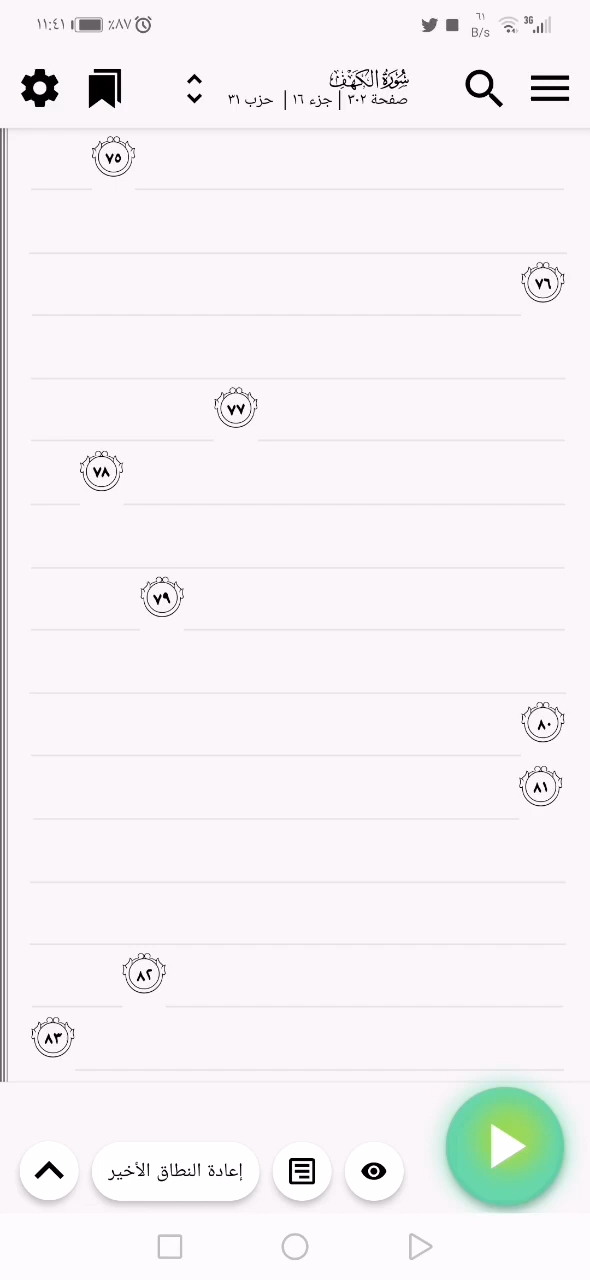 ١١:٤١ ٪٨٧ ٦١ B/s 3G
سُورَةُ الكَهْفِ
صفحة ٣٠٢ | جزء ١٦ | حزب ٣١
٧٥
٧٦
٧٧
٧٨
٧٩
٨٠
٨١
٨٢
٨٣
إعادة النطاق الأخير